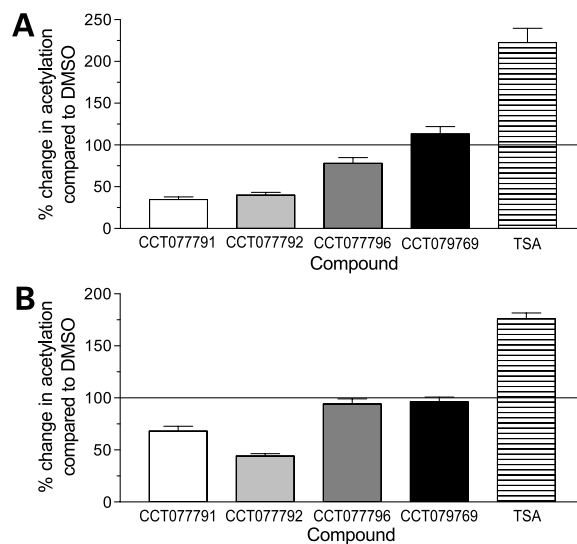 A
% change in acetylation
compared to DMSO
250
200
150
100
50
0
CCT077791 CCT077792 CCT077796 CCT079769 TSA
Compound
B
% change in acetylation
compared to DMSO
200
150
100
50
0
CCT077791 CCT077792 CCT077796 CCT079769 TSA
Compound